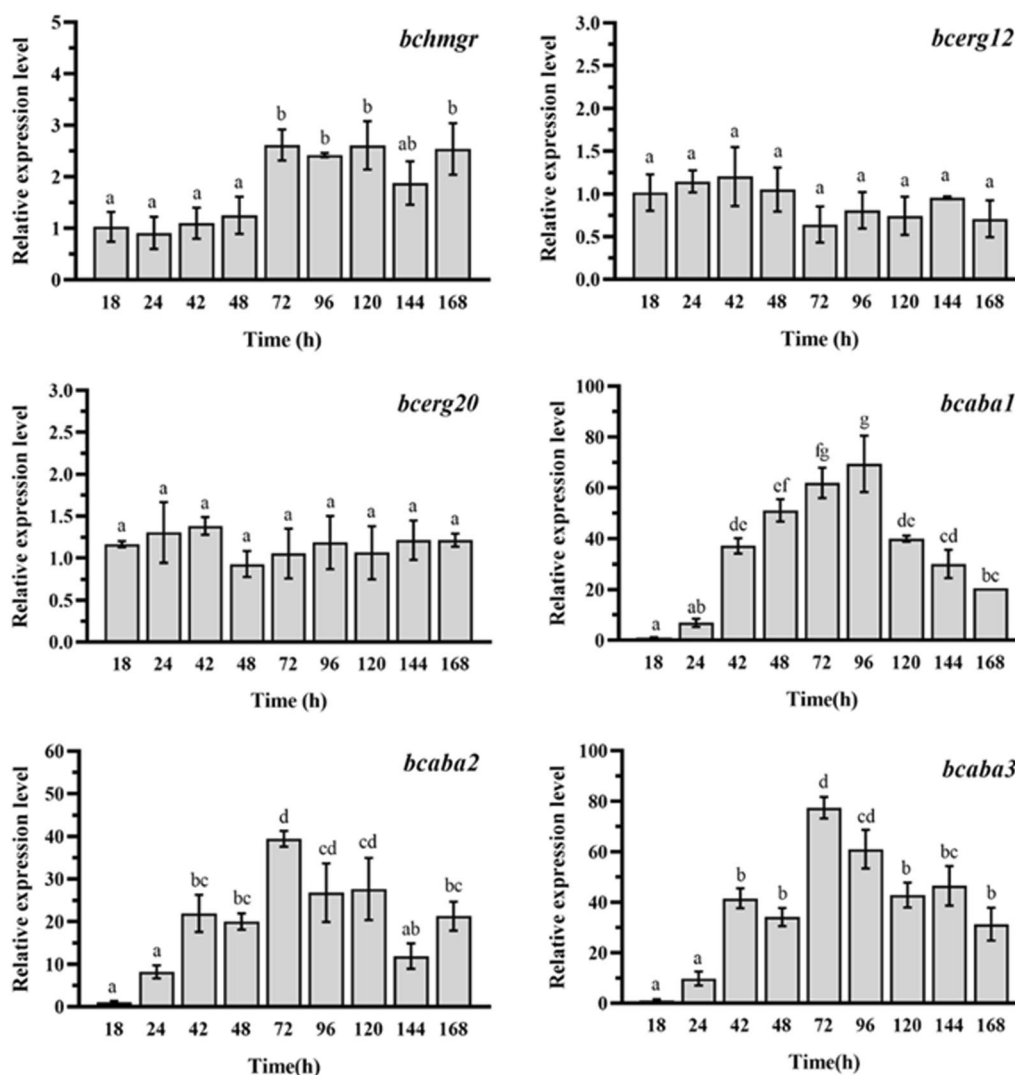 bchmgr
Relative expression level
5
4
3
2
1
0
a a a a b b b ab b
18 24 42 48 72 96 120 144 168
Time (h)
bcerg12
Relative expression level
3.0
2.5
2.0
1.5
1.0
0.5
0.0
a a a a a a a a a
18 24 42 48 72 96 120 144 168
Time (h)
bcerg20
Relative expression level
3.0
2.5
2.0
1.5
1.0
0.5
0.0
a a a a a a a a a
18 24 42 48 72 96 120 144 168
Time (h)
bcaba1
Relative expression level
100
80
60
40
20
0
a ab de ef fg g de cd bc
18 24 42 48 72 96 120 144 168
Time(h)
bcaba2
Relative expression level
60
50
40
30
20
10
0
a a bc bc d cd cd ab bc
18 24 42 48 72 96 120 144 168
Time(h)
bcaba3
Relative expression level
100
80
60
40
20
0
a a b b d cd b bc b
18 24 42 48 72 96 120 144 168
Time(h)